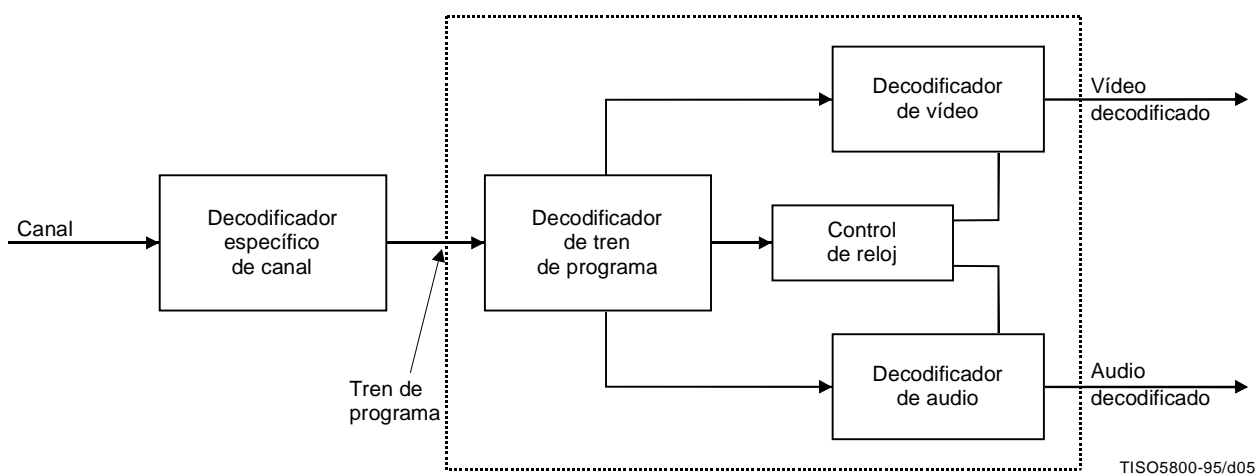 Canal
Decodificador
específico
de canal
Tren de
programa
Decodificador
de tren
de programa
Control
de reloj
Decodificador
de vídeo
Vídeo
decodificado
Decodificador
de audio
Audio
decodificado
TISO5800-95/d05